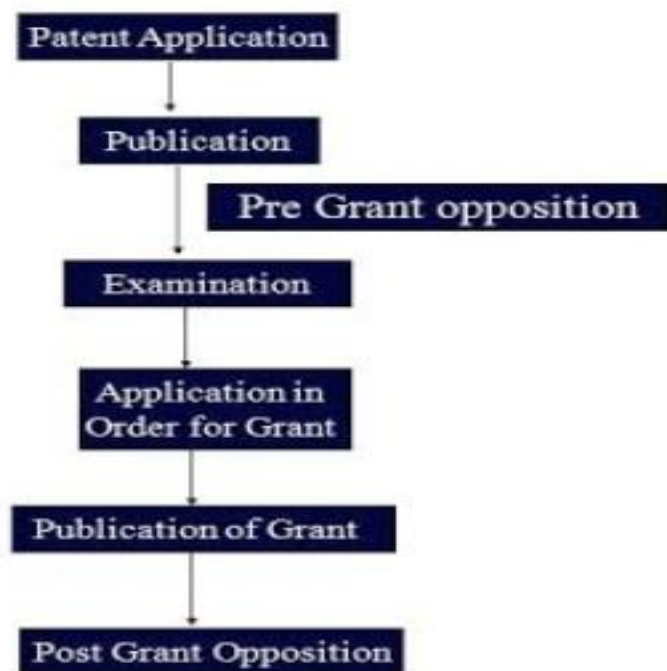 Patent Application
Publication
Pre Grant opposition
Examination
Application in
Order for Grant
Publication of Grant
Post Grant Opposition